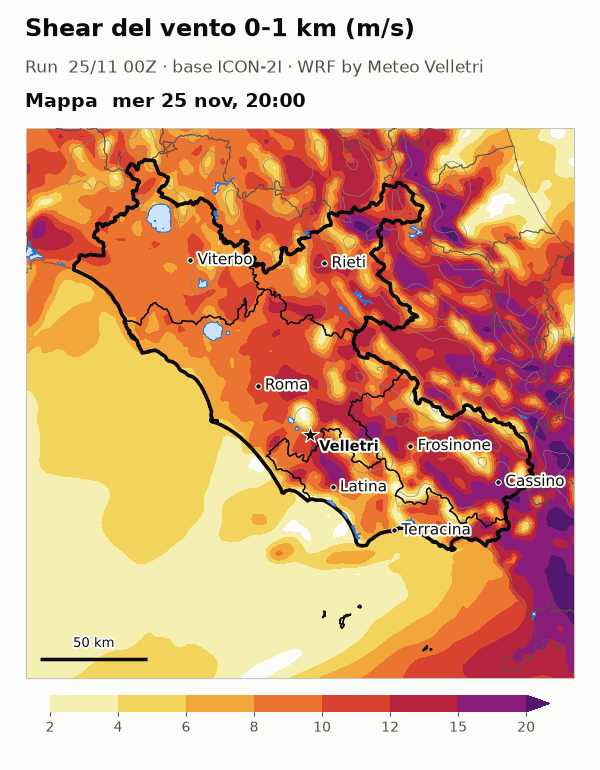 Shear del vento 0-1 km (m/s)
Run  25/11 00Z · base ICON-2I · WRF by Meteo Velletri
Mappa  mer 25 nov, 20:00
Viterbo
Rieti
Roma
Velletri
Frosinone
Cassino
Latina
Terracina
50 km
2 4 6 8 10 12 15 20